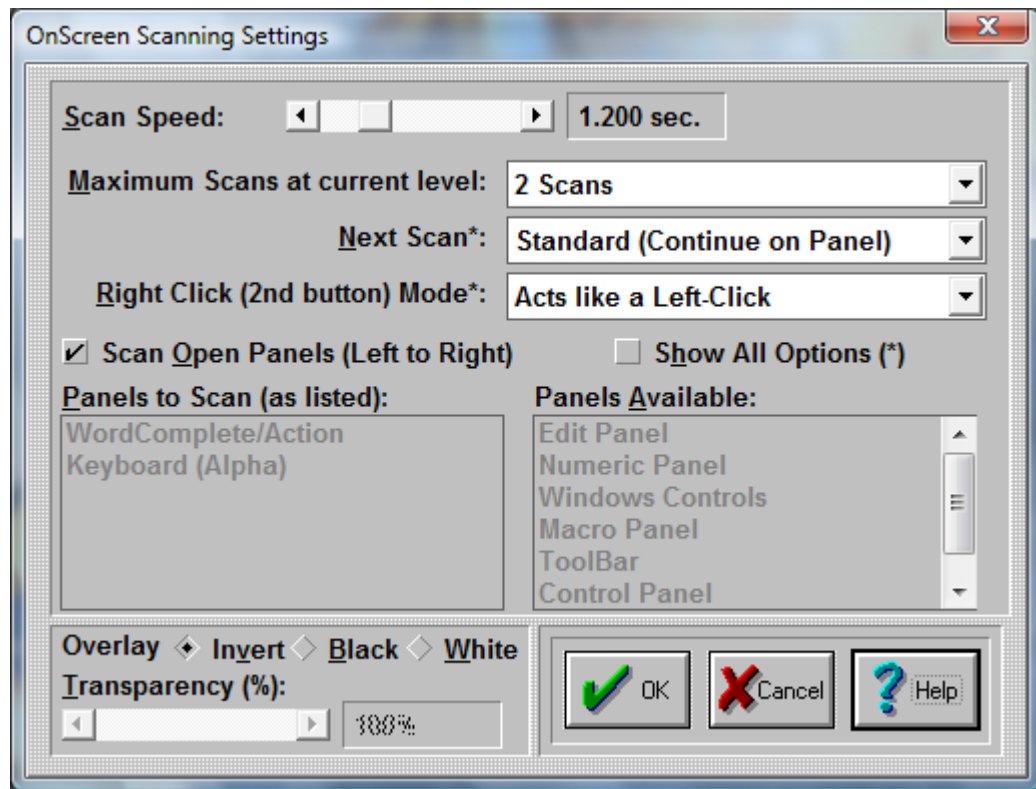 OnScreen Scanning Settings
Scan Speed: 1.200 sec.
Maximum Scans at current level: 2 Scans
Next Scan*: Standard (Continue on Panel)
Right Click (2nd button) Mode*: Acts like a Left-Click
Scan Open Panels (Left to Right) Show All Options (*)
Panels to Scan (as listed): Panels Available:
WordComplete/Action Edit Panel
Keyboard (Alpha) Numeric Panel
Windows Controls
Macro Panel
ToolBar
Control Panel
Overlay Invert Black White
Transparency (%):
100%
OK Cancel Help